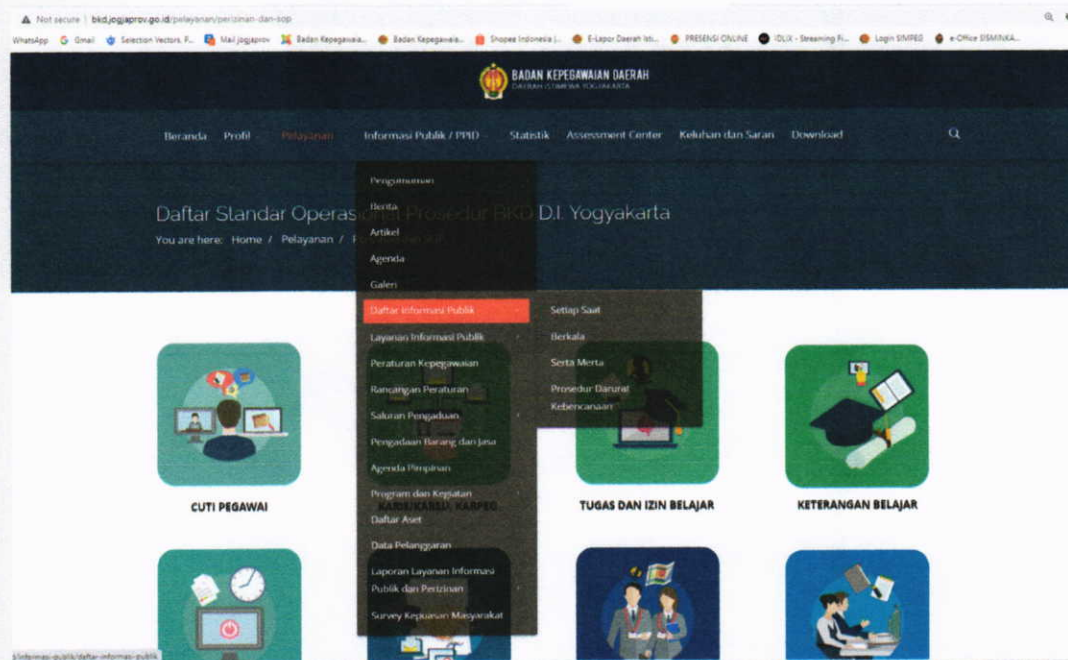 Not secure | bkd.jogjaprov.go.id/pelayanan/perizinan-dan-sop
WhatsApp Gmail Selection Vectors, P... Mail jogjaprov Badan Kepegawaia... Badan Kepegawaia... Shopee Indonesia |... E-Lapor Daerah Ist... PRESENSI ONLINE IDLIX - Streaming Fi... Login SIMPEG e-Office SISMINKA...
BADAN KEPEGAWAIAN DAERAH
DAERAH ISTIMEWA YOGYAKARTA
Beranda Profil Pelayanan Informasi Publik / PPID Statistik Assessment Center Keluhan dan Saran Download
Pengumuman
Berita
Daftar Standar Operasional Prosedur BKD D.I. Yogyakarta
Artikel
You are here: Home / Pelayanan /
Agenda
Galeri
Daftar Informasi Publik
Setiap Saat
Layanan Informasi Publik
Berkala
Peraturan Kepegawaian
Serta Merta
Rancangan Peraturan
Prosedur Darurat
Kebencanaan
Saluran Pengaduan
Pengadaan Barang dan Jasa
Agenda Pimpinan
Program dan Kegiatan
CUTI PEGAWAI
KARIS/KARSU, KARPEG
TUGAS DAN IZIN BELAJAR
KETERANGAN BELAJAR
Daftar Aset
Data Pelanggaran
Laporan Layanan Informasi
Publik dan Perizinan
Survey Kepuasan Masyarakat